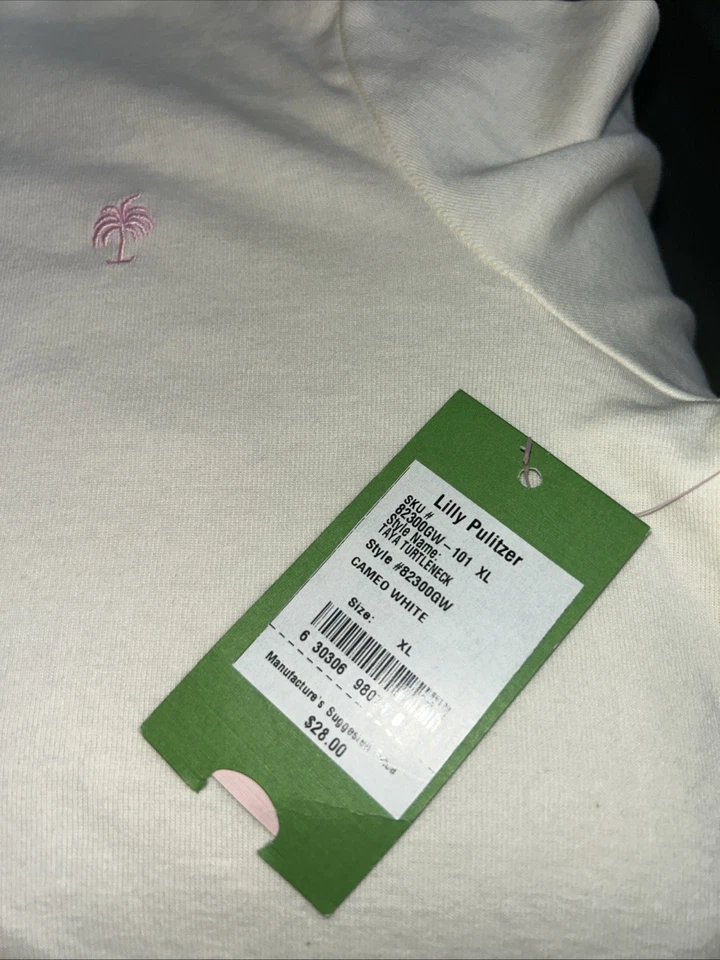 Lilly Pulitzer
SKU #
82300GW-101 XL
Style Name:
TAYA TURTLENECK
Style #82300GW
CAMEO WHITE
Size: XL
6 30306 980
Manufacture's Suggested
$28.00